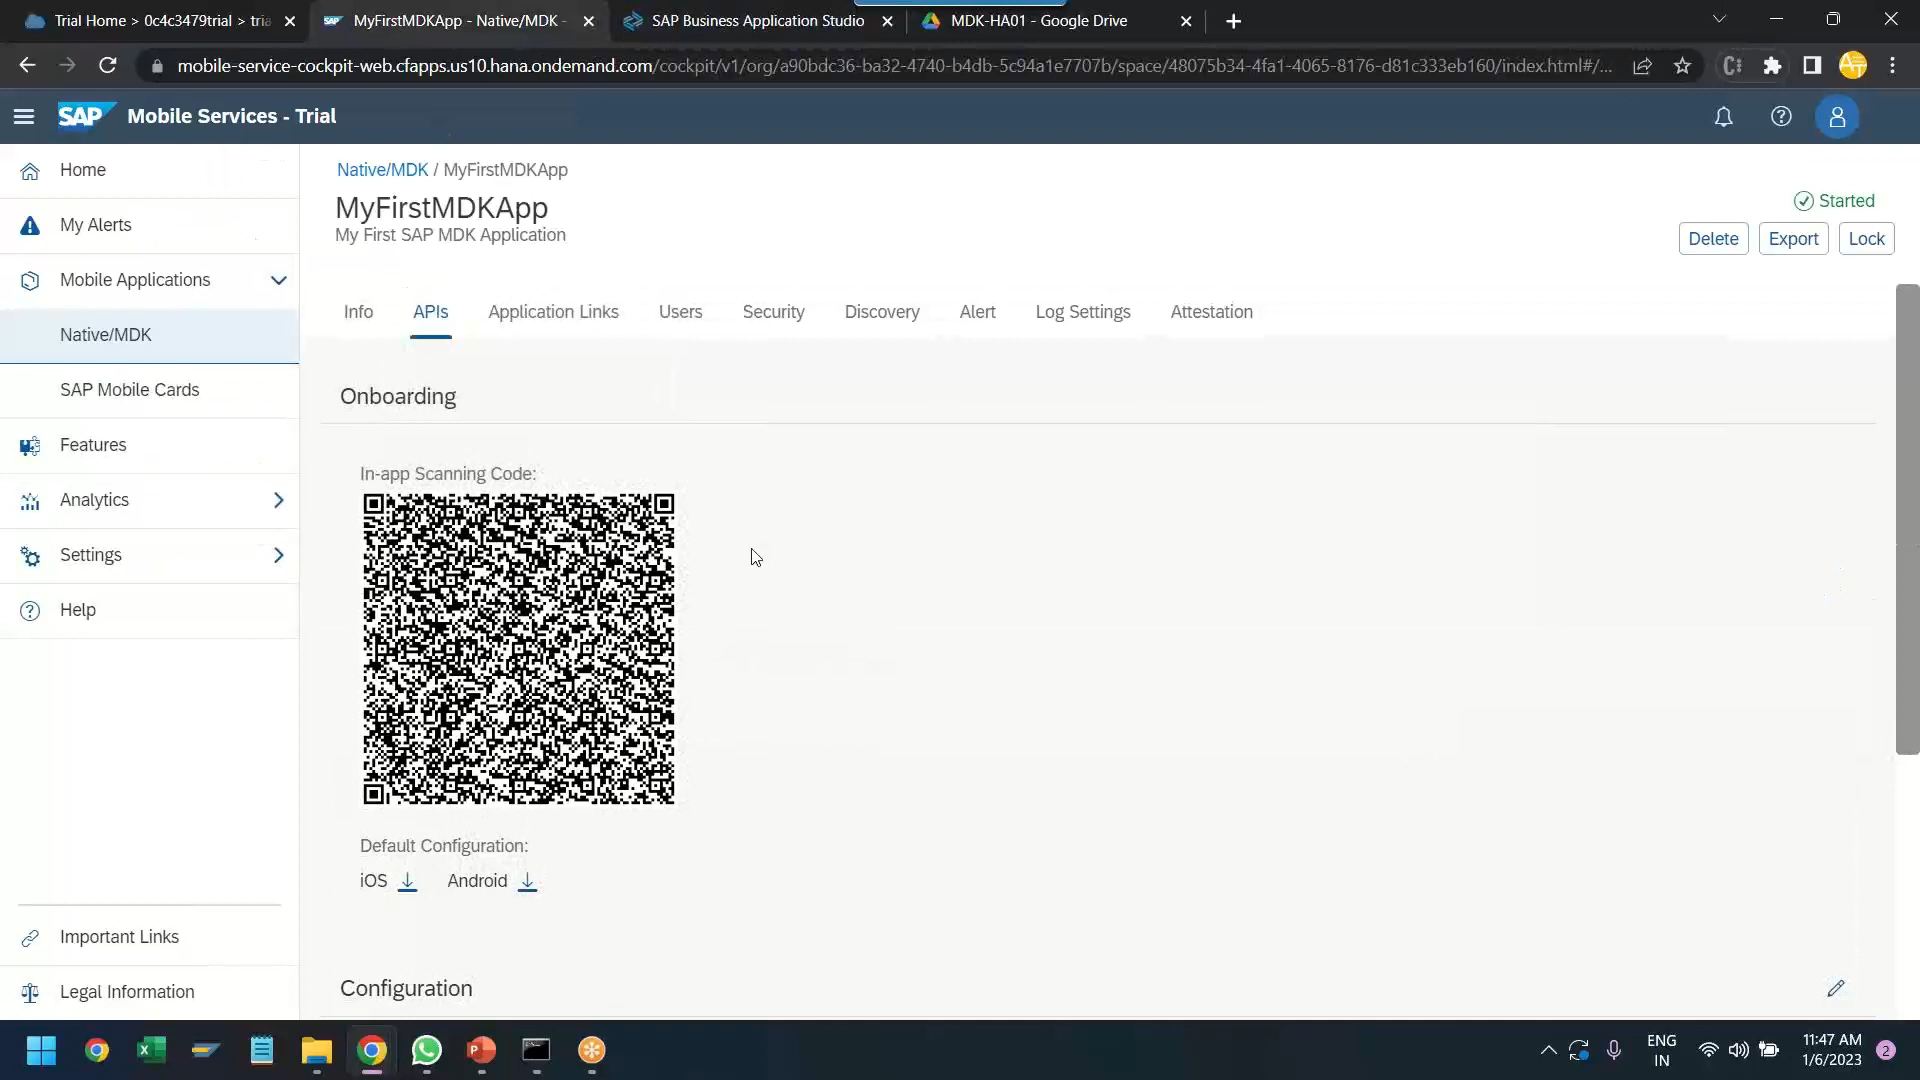 Trial Home > 0c4c3479trial > tria
MyFirstMDKApp - Native/MDK -
SAP Business Application Studio
MDK-HA01 - Google Drive
mobile-service-cockpit-web.cfapps.us10.hana.ondemand.com/cockpit/v1/org/a90bdc36-ba32-4740-b4db-5c94a1e7707b/space/48075b34-4fa1-4065-8176-d81c333eb160/index.html#/...
SAP Mobile Services - Trial
Home
My Alerts
Mobile Applications
Native/MDK
SAP Mobile Cards
Features
Analytics
Settings
Help
Important Links
Legal Information
Native/MDK / MyFirstMDKApp
MyFirstMDKApp
My First SAP MDK Application
Started
Delete Export Lock
Info APIs Application Links Users Security Discovery Alert Log Settings Attestation
Onboarding
In-app Scanning Code:
Default Configuration:
iOS Android
Configuration
ENG
IN
11:47 AM
1/6/2023
2